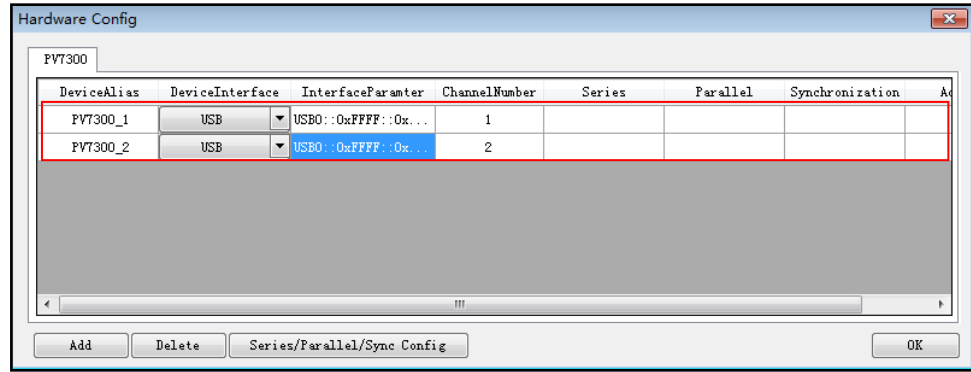 Hardware Config
PV7300
DeviceAlias DeviceInterface InterfaceParamter ChannelNumber Series Parallel Synchronization
PV7300_1 USB USB0::0xFFFF::0x... 1
PV7300_2 USB USB0::0xFFFF::0x... 2
Add Delete Series/Parallel/Sync Config OK